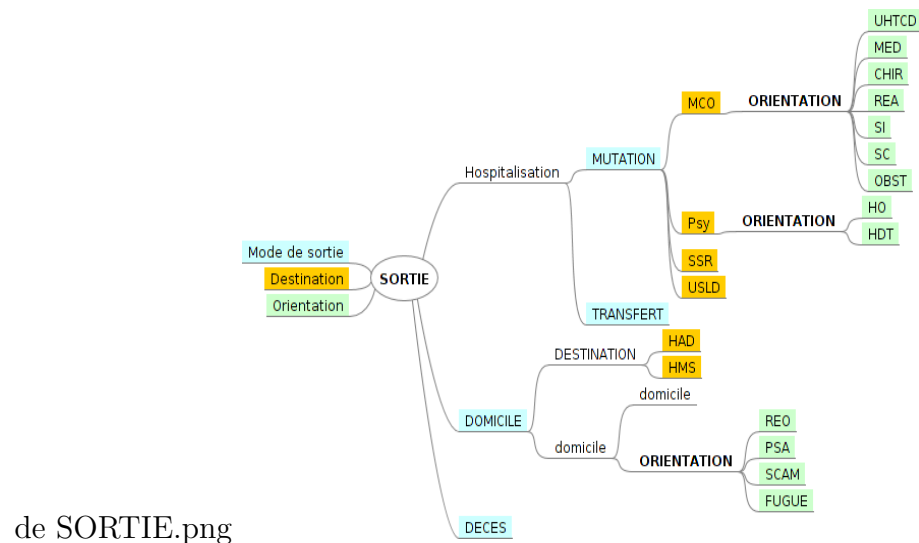 Mode de sortie
Destination
Orientation
SORTIE
Hospitalisation
MUTATION
MCO
ORIENTATION
UHTCD
MED
CHIR
REA
SI
SC
OBST
Psy
ORIENTATION
HO
HDT
SSR
USLD
TRANSFERT
DOMICILE
DESTINATION
HAD
HMS
domicile
domicile
ORIENTATION
REO
PSA
SCAM
FUGUE
DECES
de SORTIE.png